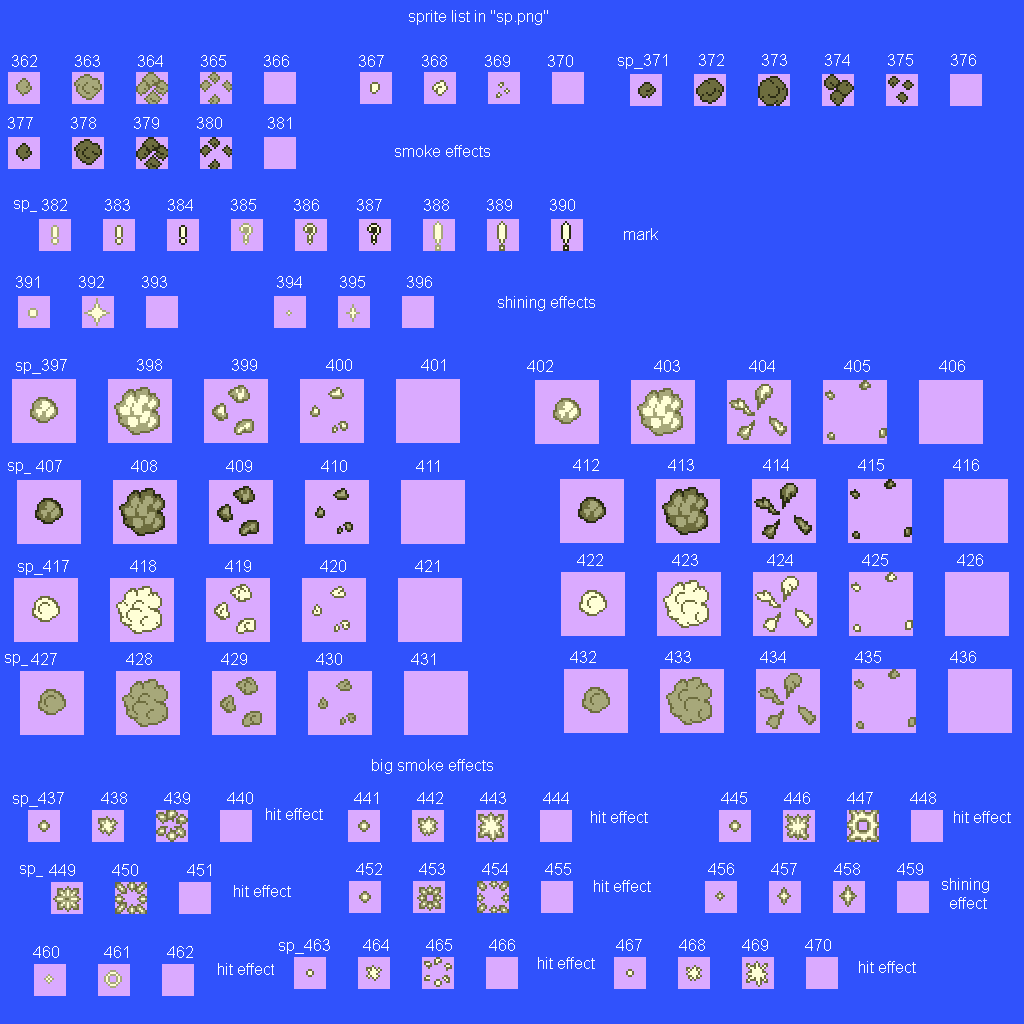 sprite list in "sp.png"
362 363 364 365 366 367 368 369 370 sp_371 372 373 374 375 376
377 378 379 380 381
smoke effects
sp_ 382 383 384 385 386 387 388 389 390
mark
391 392 393 394 395 396
shining effects
sp_397 398 399 400 401 402 403 404 405 406
sp_ 407 408 409 410 411 412 413 414 415 416
sp_417 418 419 420 421 422 423 424 425 426
sp_ 427 428 429 430 431 432 433 434 435 436
big smoke effects
sp_437 438 439 440 hit effect 441 442 443 444 hit effect 445 446 447 448 hit effect
sp_ 449 450 451 hit effect 452 453 454 455 hit effect 456 457 458 459 shining
effect
460 461 462 hit effect sp_463 464 465 466 hit effect 467 468 469 470 hit effect